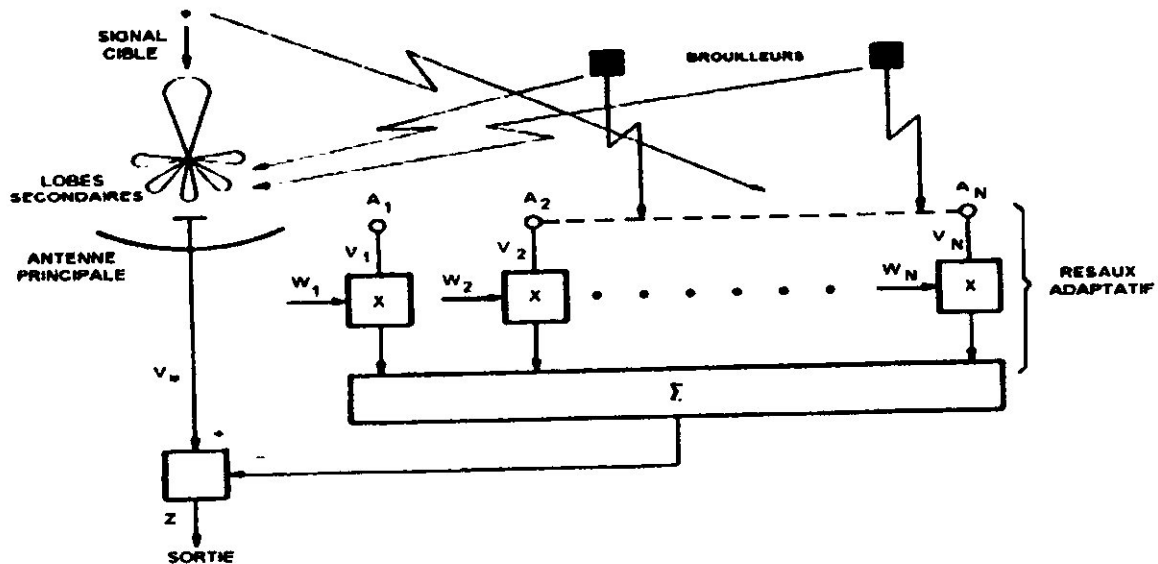 SIGNAL
CIBLE
BROUILLEURS
LOBES
SECONDAIRES
ANTENNE
PRINCIPALE
A1
A2
AN
V1
V2
VN
W1
W2
WN
X
X
X
RESAUX
ADAPTATIF
Σ
+
-
Z
SORTIE